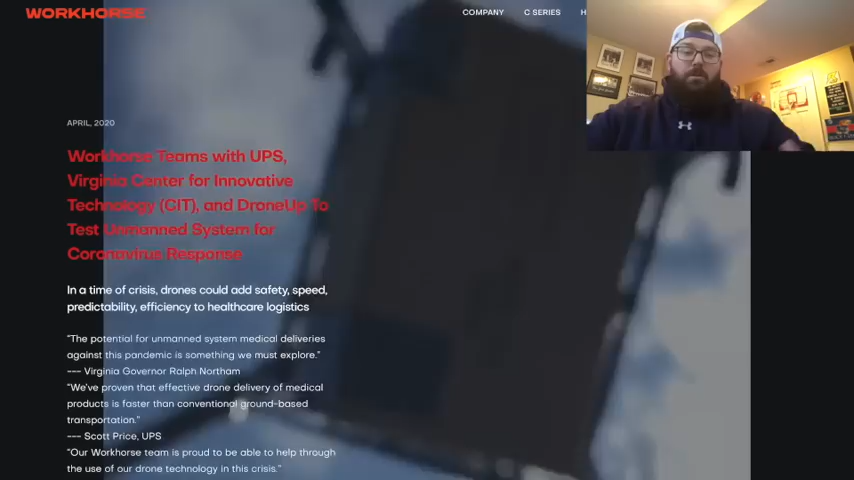 WORKHORSE
COMPANY C SERIES H
APRIL, 2020
Workhorse Teams with UPS,
Virginia Center for Innovative
Technology (CIT), and DroneUp To
Test Unmanned System for
Coronavirus Response
In a time of crisis, drones could add safety, speed,
predictability, efficiency to healthcare logistics
"The potential for unmanned system medical deliveries
against this pandemic is something we must explore."
––– Virginia Governor Ralph Northam
"We've proven that effective drone delivery of medical
products is faster than conventional ground-based
transportation."
––– Scott Price, UPS
"Our Workhorse team is proud to be able to help through
the use of our drone technology in this crisis."